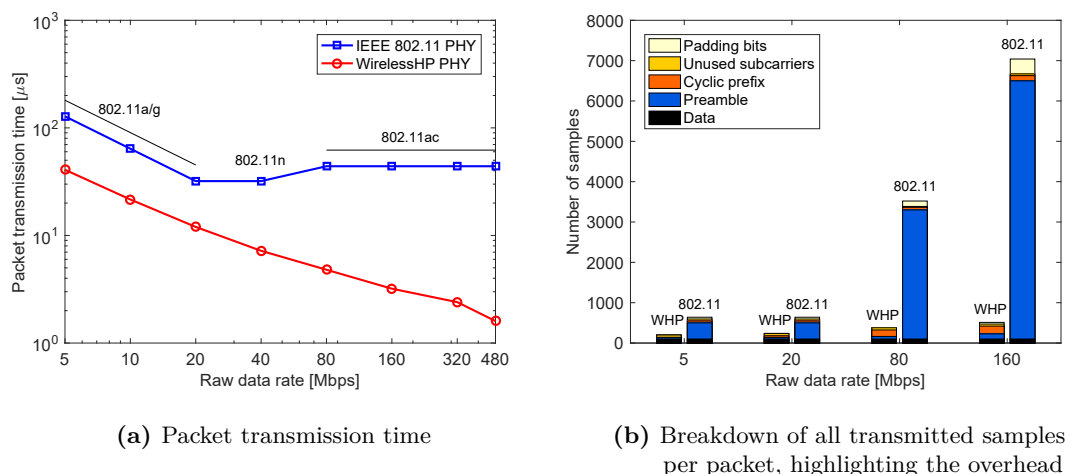 10³
10²
10¹
10⁰
Packet transmission time [μs]
IEEE 802.11 PHY
WirelessHP PHY
802.11a/g
802.11n
802.11ac
5 10 20 40 80 160 320 480
Raw data rate [Mbps]
(a) Packet transmission time
8000
7000
6000
5000
4000
3000
2000
1000
0
Number of samples
Padding bits
Unused subcarriers
Cyclic prefix
Preamble
Data
WHP 802.11
WHP 802.11
WHP 802.11
WHP 802.11
5 20 80 160
Raw data rate [Mbps]
(b) Breakdown of all transmitted samples
per packet, highlighting the overhead